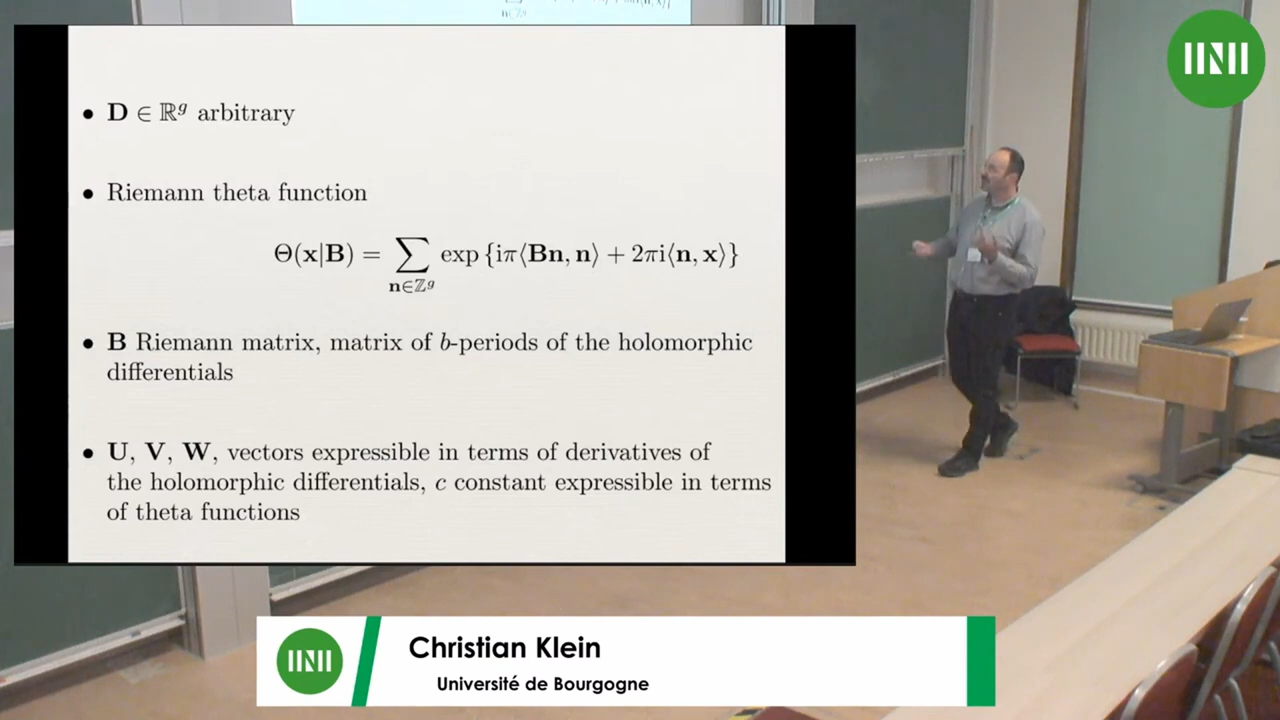 • D ∈ ℝᵍ arbitrary
• Riemann theta function
Θ(x|B) = ∑ exp {iπ⟨Bn, n⟩ + 2πi⟨n, x⟩}
n∈ℤᵍ
• B Riemann matrix, matrix of b-periods of the holomorphic
differentials
• U, V, W, vectors expressible in terms of derivatives of
the holomorphic differentials, c constant expressible in terms
of theta functions
Christian Klein
Université de Bourgogne